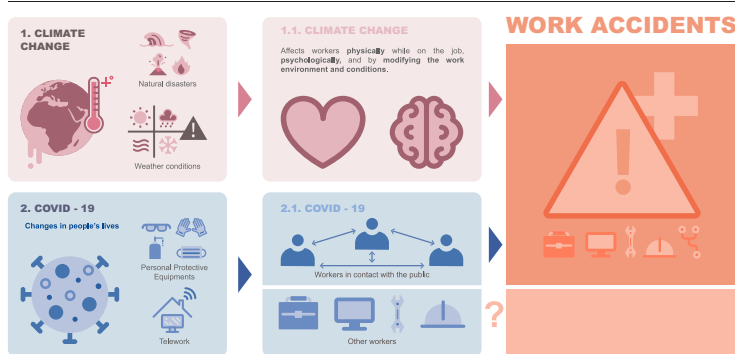 1. CLIMATE
CHANGE
+°
Natural disasters
Weather conditions
1.1. CLIMATE CHANGE
Affects workers physically while on the job,
psychologically, and by modifying the work
environment and conditions.
WORK ACCIDENTS
2. COVID - 19
Changes in people's lives
Personal Protective
Equipments
Telework
2.1. COVID - 19
Workers in contact with the public
Other workers
?